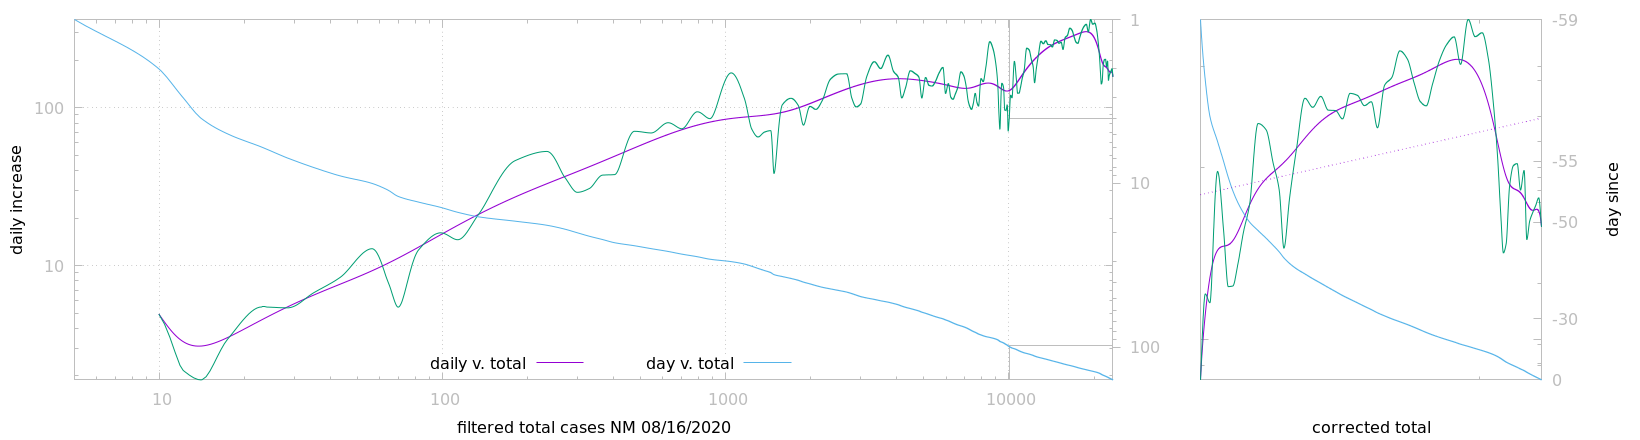 daily increase
100
10
10
100
1000
10000
filtered total cases NM 08/16/2020
daily v. total
day v. total
1
10
100
-59
-55
-50
-30
0
day since
corrected total